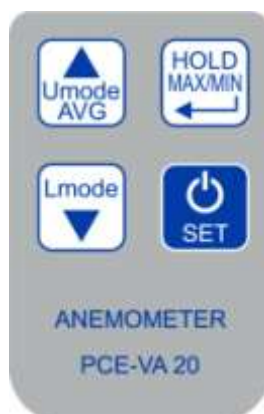 Umode
AVG
HOLD
MAX/MIN
Lmode
SET
ANEMOMETER
PCE-VA 20